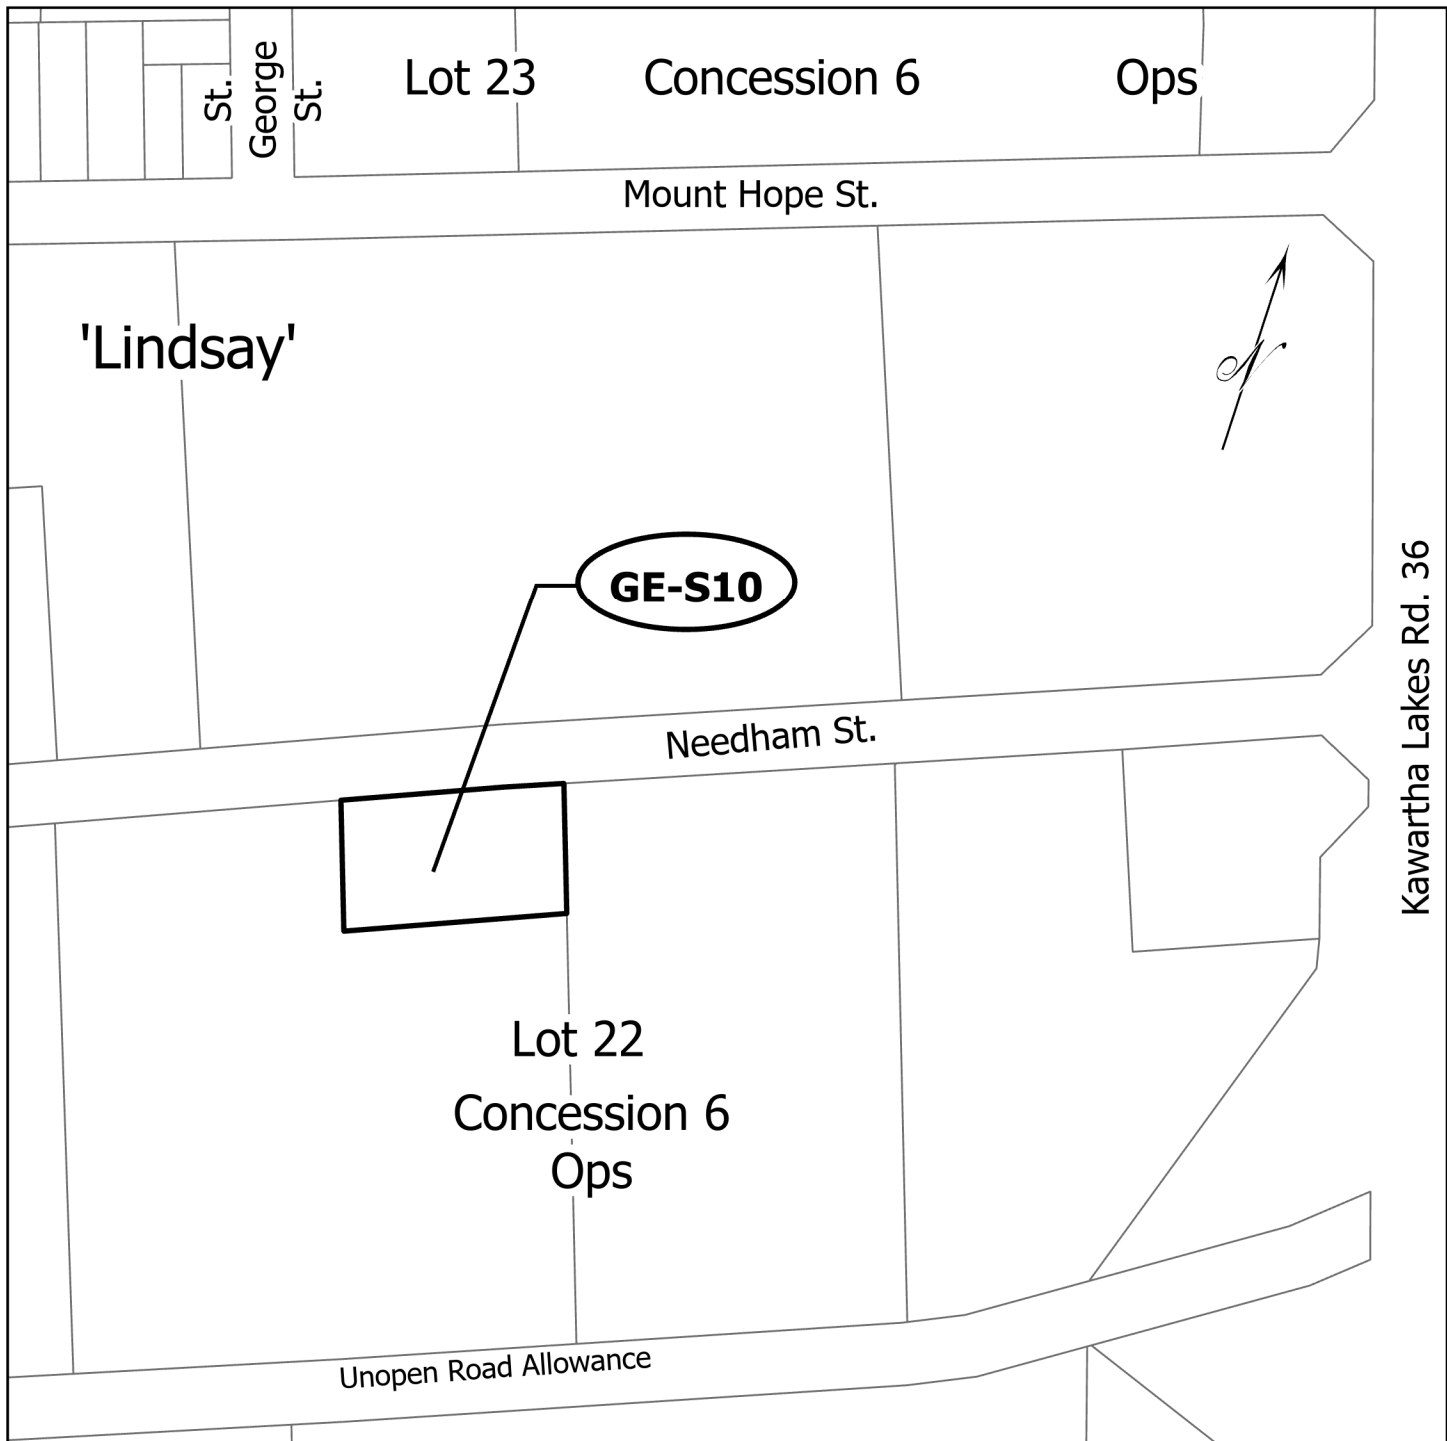 St.
George
St.
Lot 23
Concession 6
Ops
Mount Hope St.
'Lindsay'
N
GE-S10
Kawartha Lakes Rd. 36
Needham St.
Lot 22
Concession 6
Ops
Unopen Road Allowance